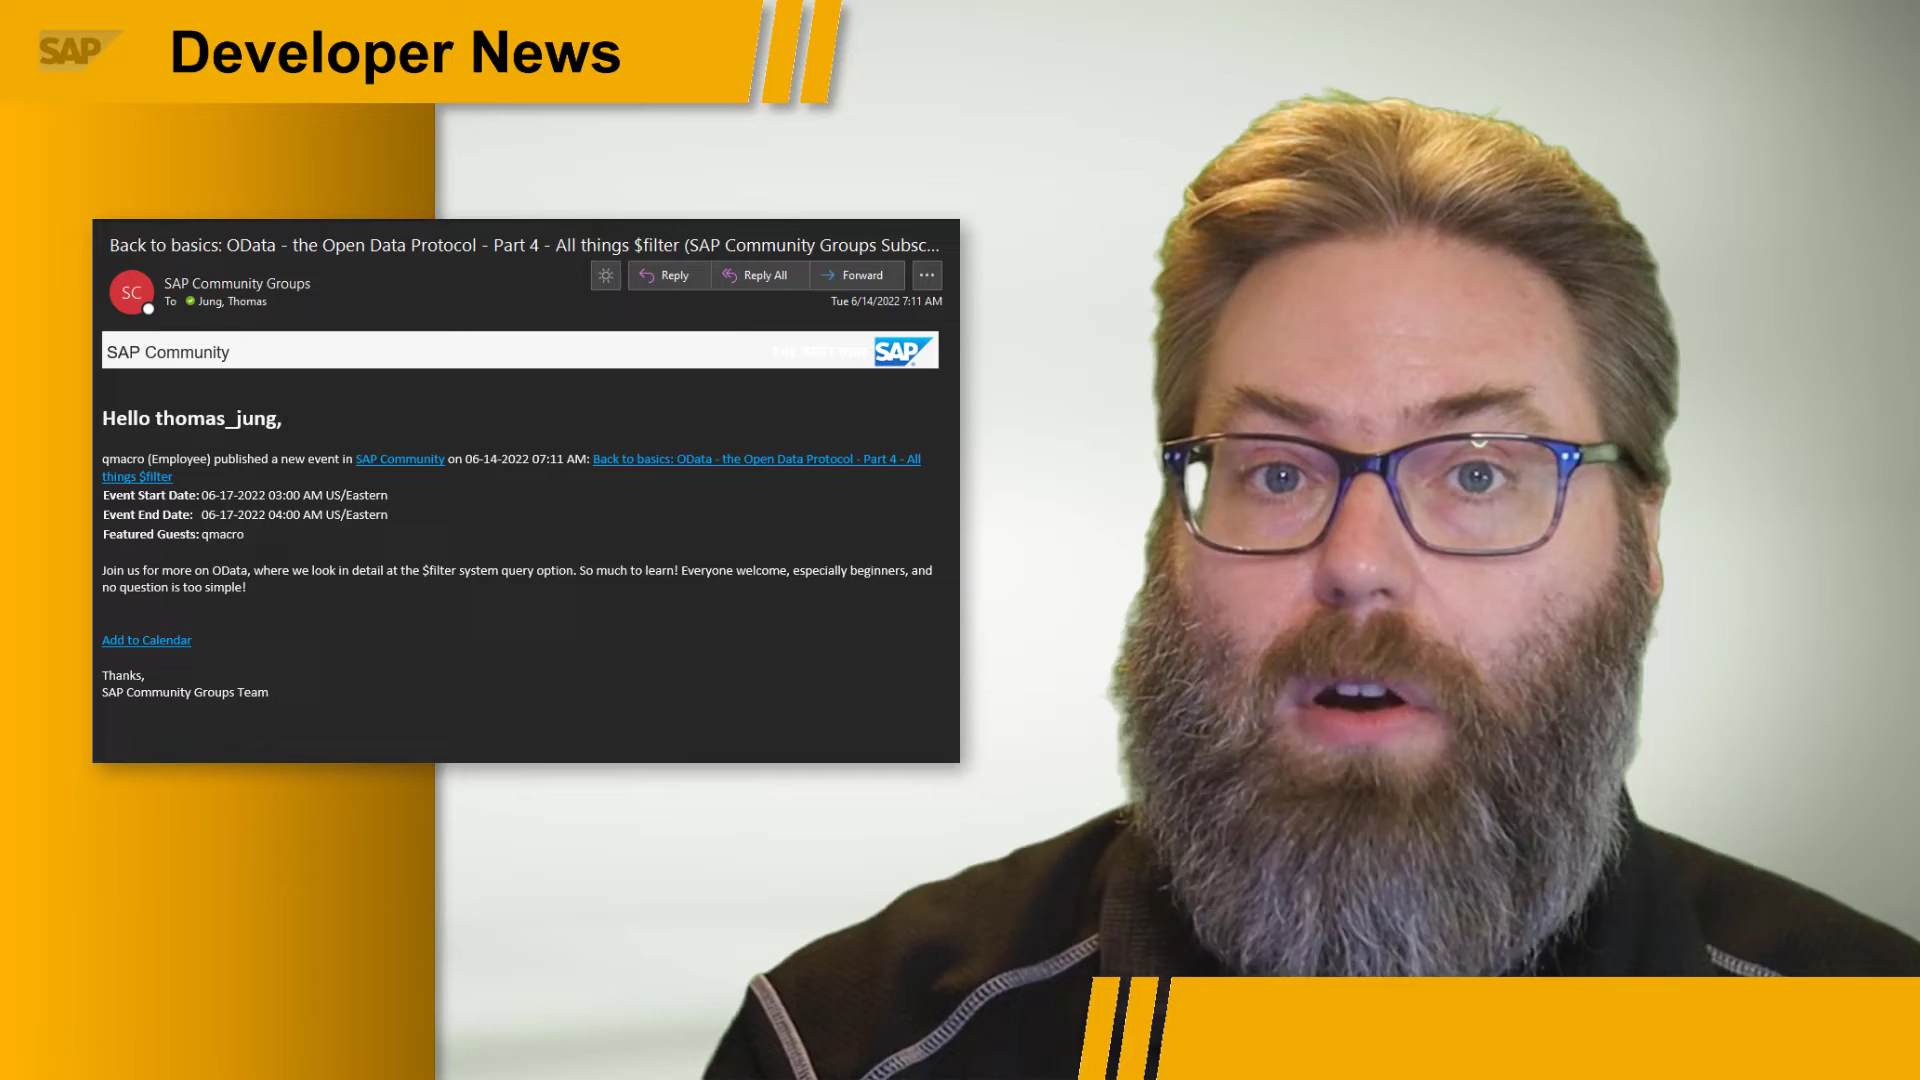 SAP
Developer News
Back to basics: OData - the Open Data Protocol - Part 4 - All things $filter (SAP Community Groups Subsc...
SC
SAP Community Groups
To Jung, Thomas
Reply
Reply All
Forward
...
Tue 6/14/2022 7:11 AM
SAP Community
SAP
Hello thomas_jung,
qmacro (Employee) published a new event in SAP Community on 06-14-2022 07:11 AM: Back to basics: OData - the Open Data Protocol - Part 4 - All
things $filter
Event Start Date: 06-17-2022 03:00 AM US/Eastern
Event End Date: 06-17-2022 04:00 AM US/Eastern
Featured Guests: qmacro
Join us for more on OData, where we look in detail at the $filter system query option. So much to learn! Everyone welcome, especially beginners, and
no question is too simple!
Add to Calendar
Thanks,
SAP Community Groups Team